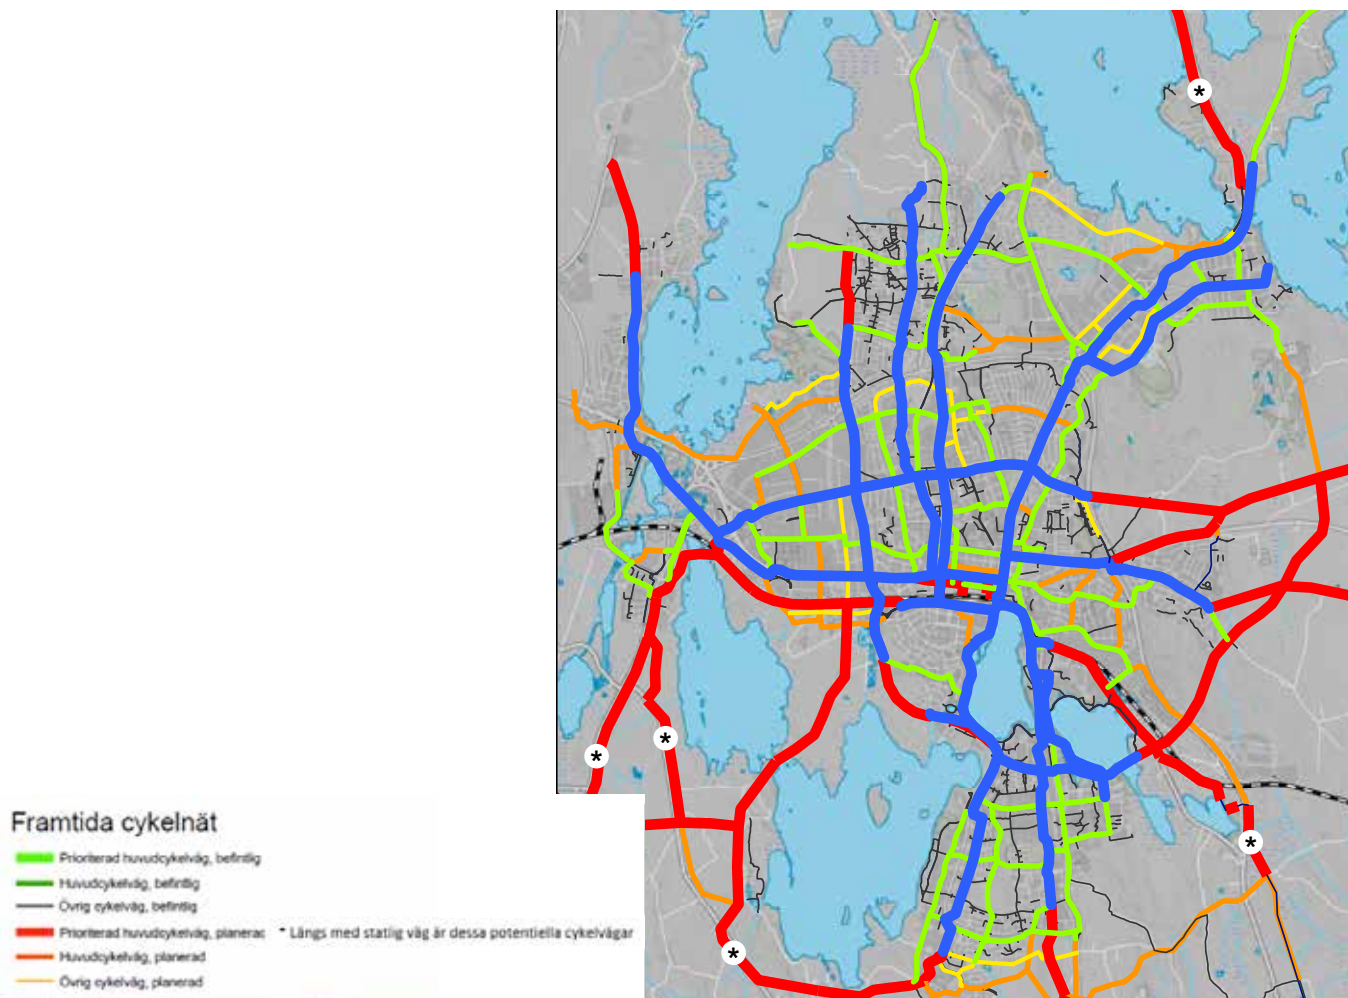 *
*
*
*
*
Framtida cykelnät
Prioriterad huvudcykelväg, befintlig
Huvudcykelväg, befintlig
Övrig cykelväg, befintlig
Prioriterad huvudcykelväg, planerad * Längs med statlig väg är dessa potentiella cykelvägar
Huvudcykelväg, planerad
Övrig cykelväg, planerad